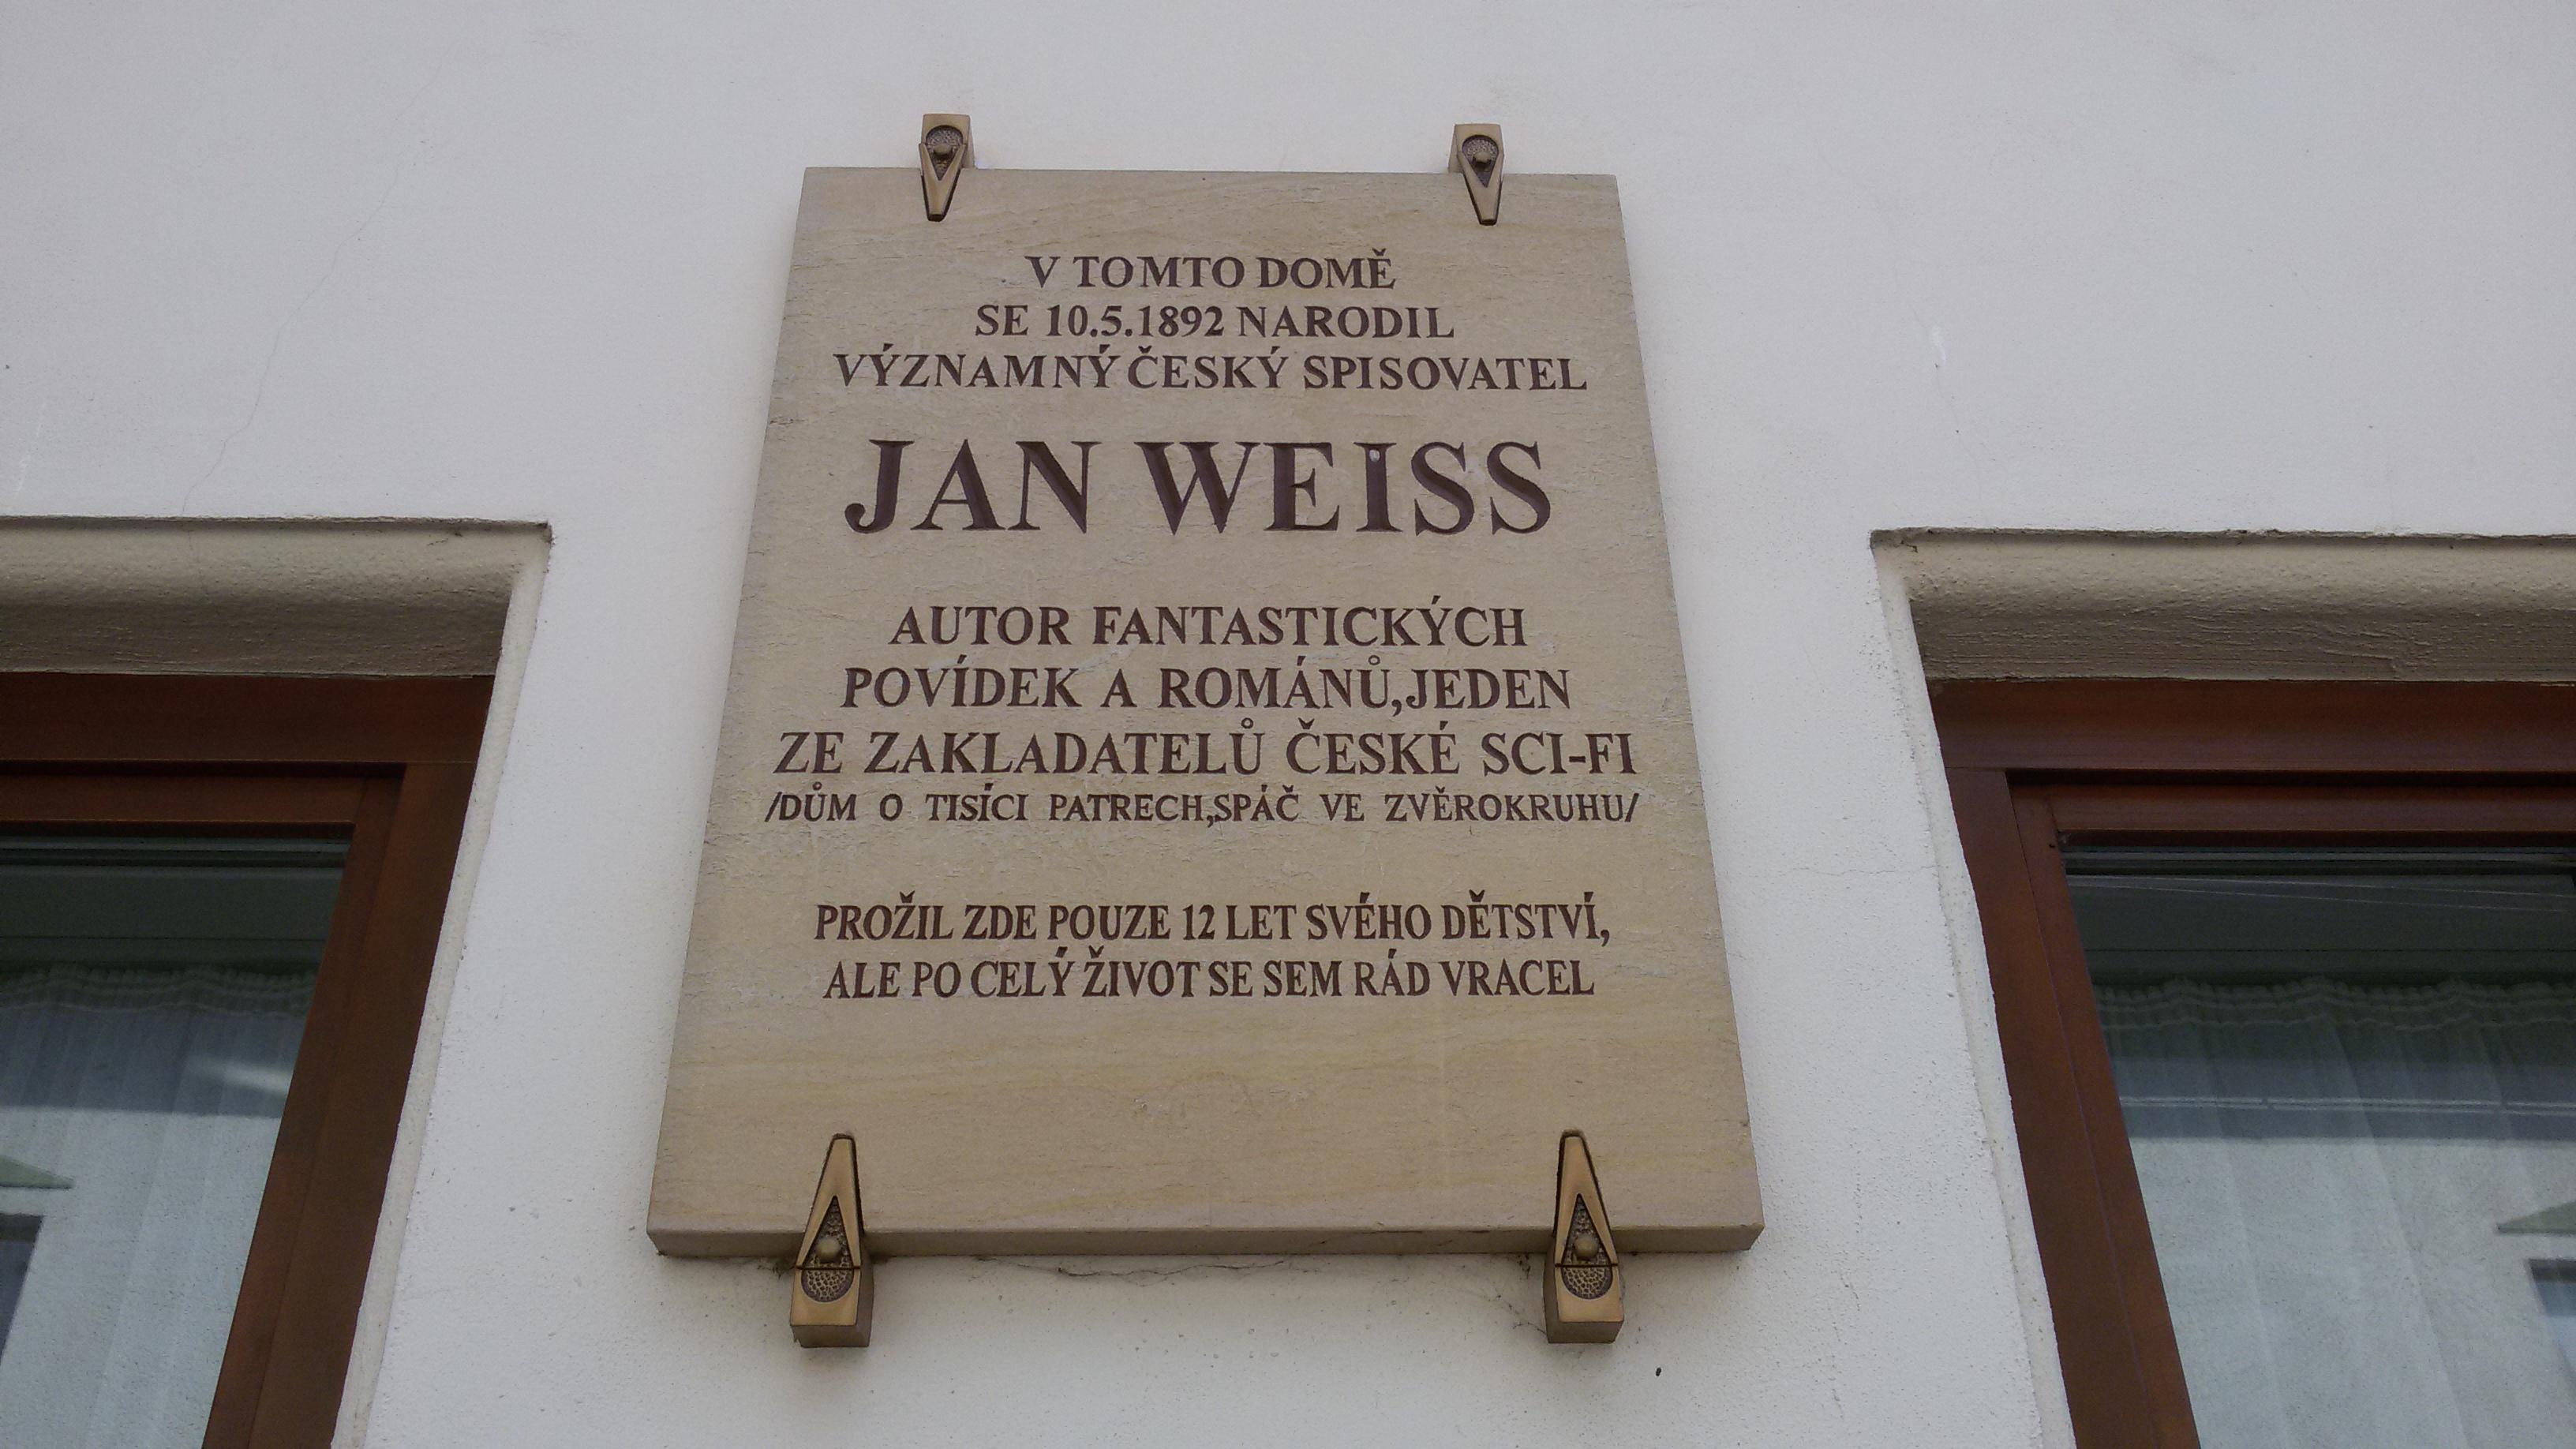 V TOMTO DOMĚ
SE 10.5.1892 NARODIL
VÝZNAMNÝ ČESKÝ SPISOVATEL
JAN WEISS
AUTOR FANTASTICKÝCH
POVÍDEK A ROMÁNŮ,JEDEN
ZE ZAKLADATELŮ ČESKÉ SCI-FI
/DŮM O TISÍCI PATRECH,SPÁČ VE ZVĚROKRUHU/
PROŽIL ZDE POUZE 12 LET SVÉHO DĚTSTVÍ,
ALE PO CELÝ ŽIVOT SE SEM RÁD VRACEL